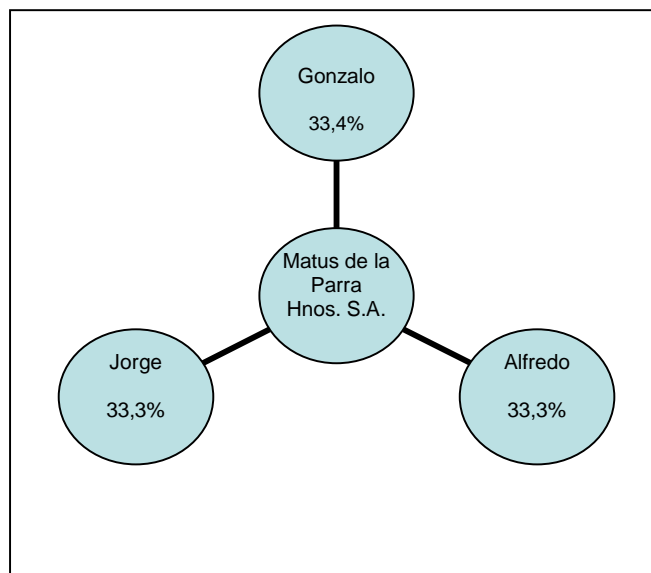 Gonzalo
33,4%
Matus de la
Parra
Hnos. S.A.
Jorge
33,3%
Alfredo
33,3%